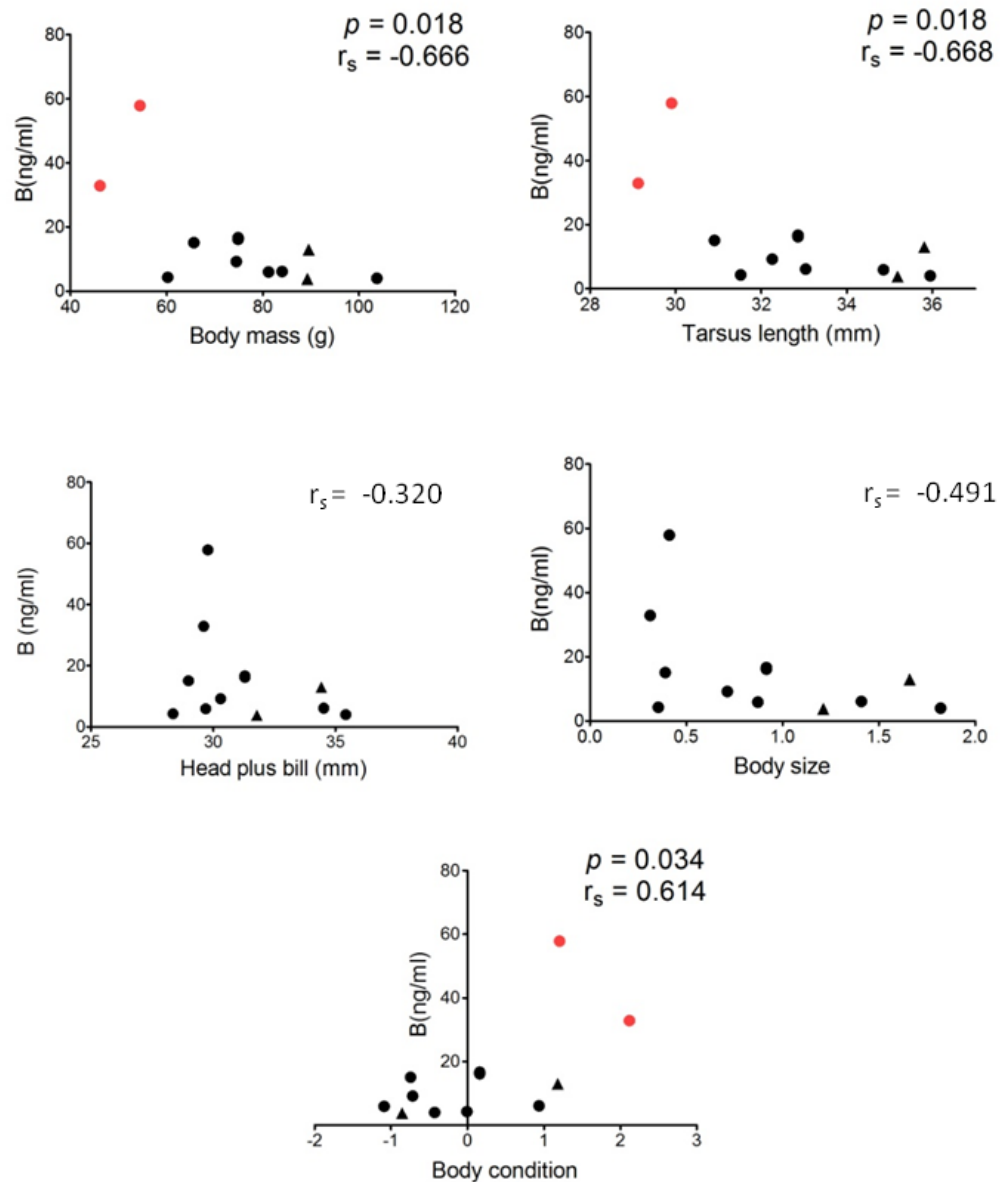 p = 0.018
rs = -0.666
80
60
40
20
0
B(ng/ml)
40 60 80 100 120
Body mass (g)
p = 0.018
rs = -0.668
80
60
40
20
0
B(ng/ml)
28 30 32 34 36
Tarsus length (mm)
rs = -0.320
80
60
40
20
0
B (ng/ml)
25 30 35 40
Head plus bill (mm)
rs = -0.491
80
60
40
20
0
B(ng/ml)
0.0 0.5 1.0 1.5 2.0
Body size
p = 0.034
rs = 0.614
80
60
40
20
B(ng/ml)
-2 -1 0 1 2 3
Body condition